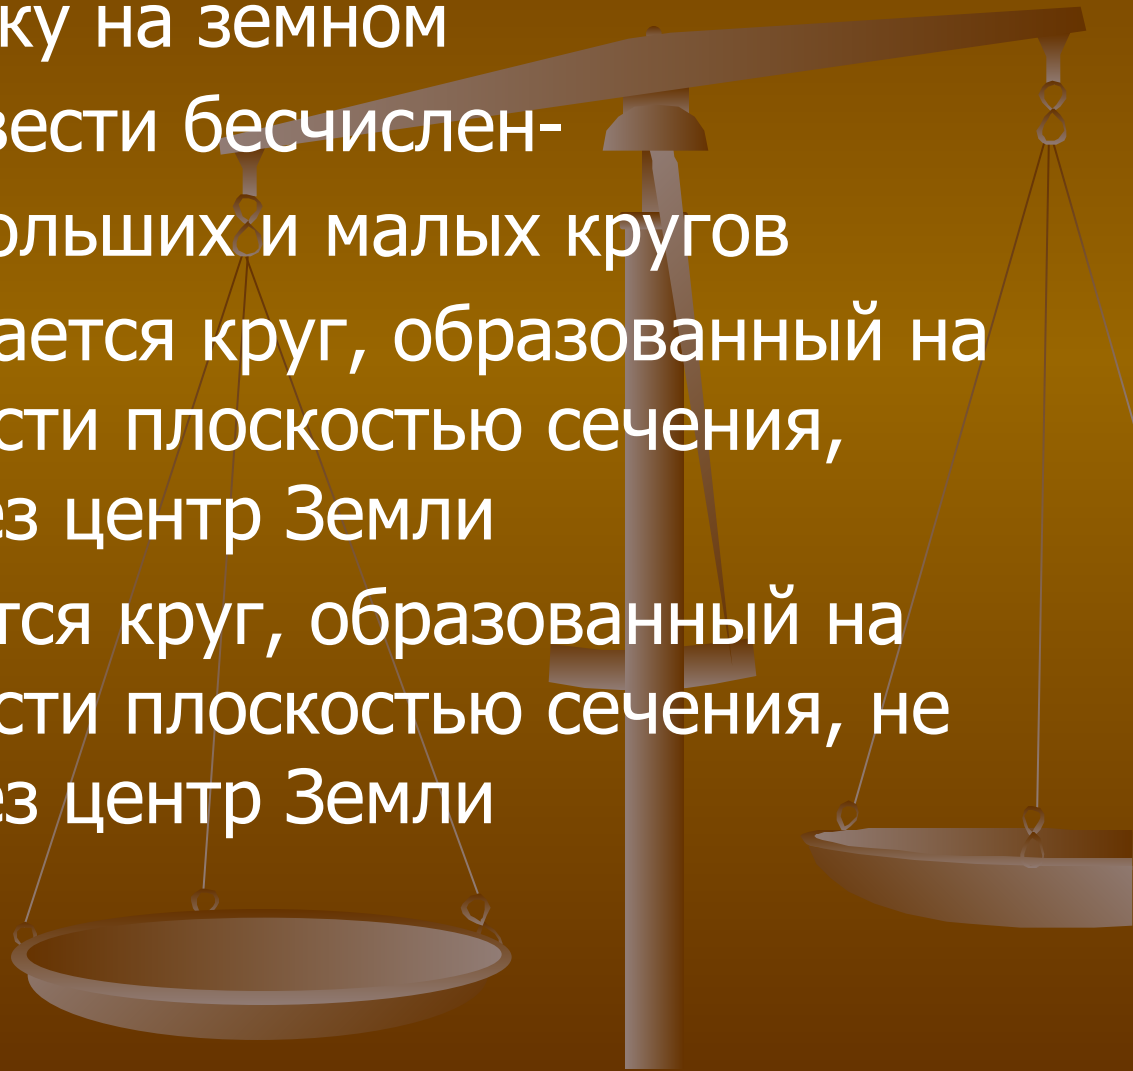 ку на земном
вести бесчислен-
ольших и малых кругов
ается круг, образованный на
сти плоскостью сечения,
ез центр Земли
тся круг, образованный на
сти плоскостью сечения, не
ез центр Земли